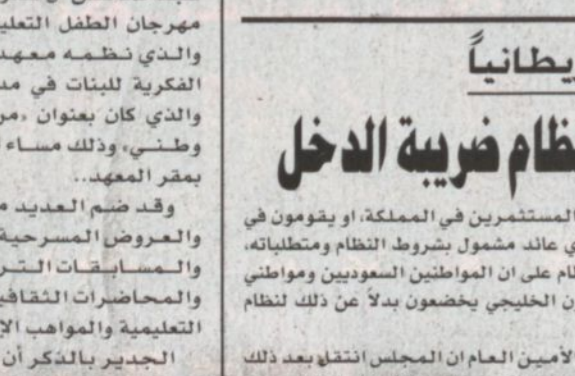 يطانياً
ظام ضريبة الدخل
المستثمرين في المملكة، او يقومون في
ي عائد مشمول بشروط النظام ومتطلباته،
ام على ان المواطنين السعوديين ومواطني
ن الخليجي يخضعون بدلاً عن ذلك لنظام
الأمين العام ان المجلس انتقل بعد ذلك
مهرجان الطفل التعلي
والذي نظمه معهد
الفكرية للبنات في مد
والذي كان بعنوان «من
وطني» وذلك مساء
بمقر المعهد..
وقد ضم العديد م
والعروض المسرحية
والمسابقات التر
والمحاضرات الثقافي
التعليمية والمواهب الإ
الجدير بالذكر أن